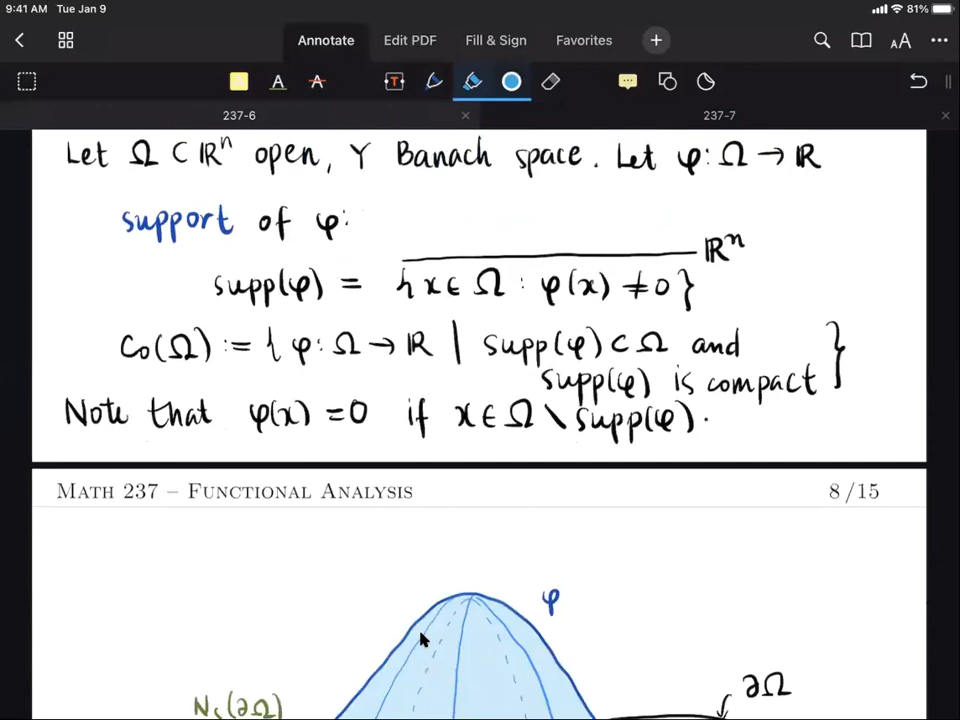 9:41 AM Tue Jan 9
81%
Annotate Edit PDF Fill & Sign Favorites
AA
A A T
237-6 237-7
Let Ω ⊂ ℝⁿ open, Y Banach space. Let φ: Ω → ℝ
support of φ:
supp(φ) = {x ∈ Ω : φ(x) ≠ 0} ℝⁿ
C₀(Ω) := { φ: Ω → ℝ | supp(φ) ⊂ Ω and
supp(φ) is compact }
Note that φ(x) = 0 if x ∈ Ω \ supp(φ).
MATH 237 – FUNCTIONAL ANALYSIS 8/15
φ
∂Ω
N_δ(∂Ω)